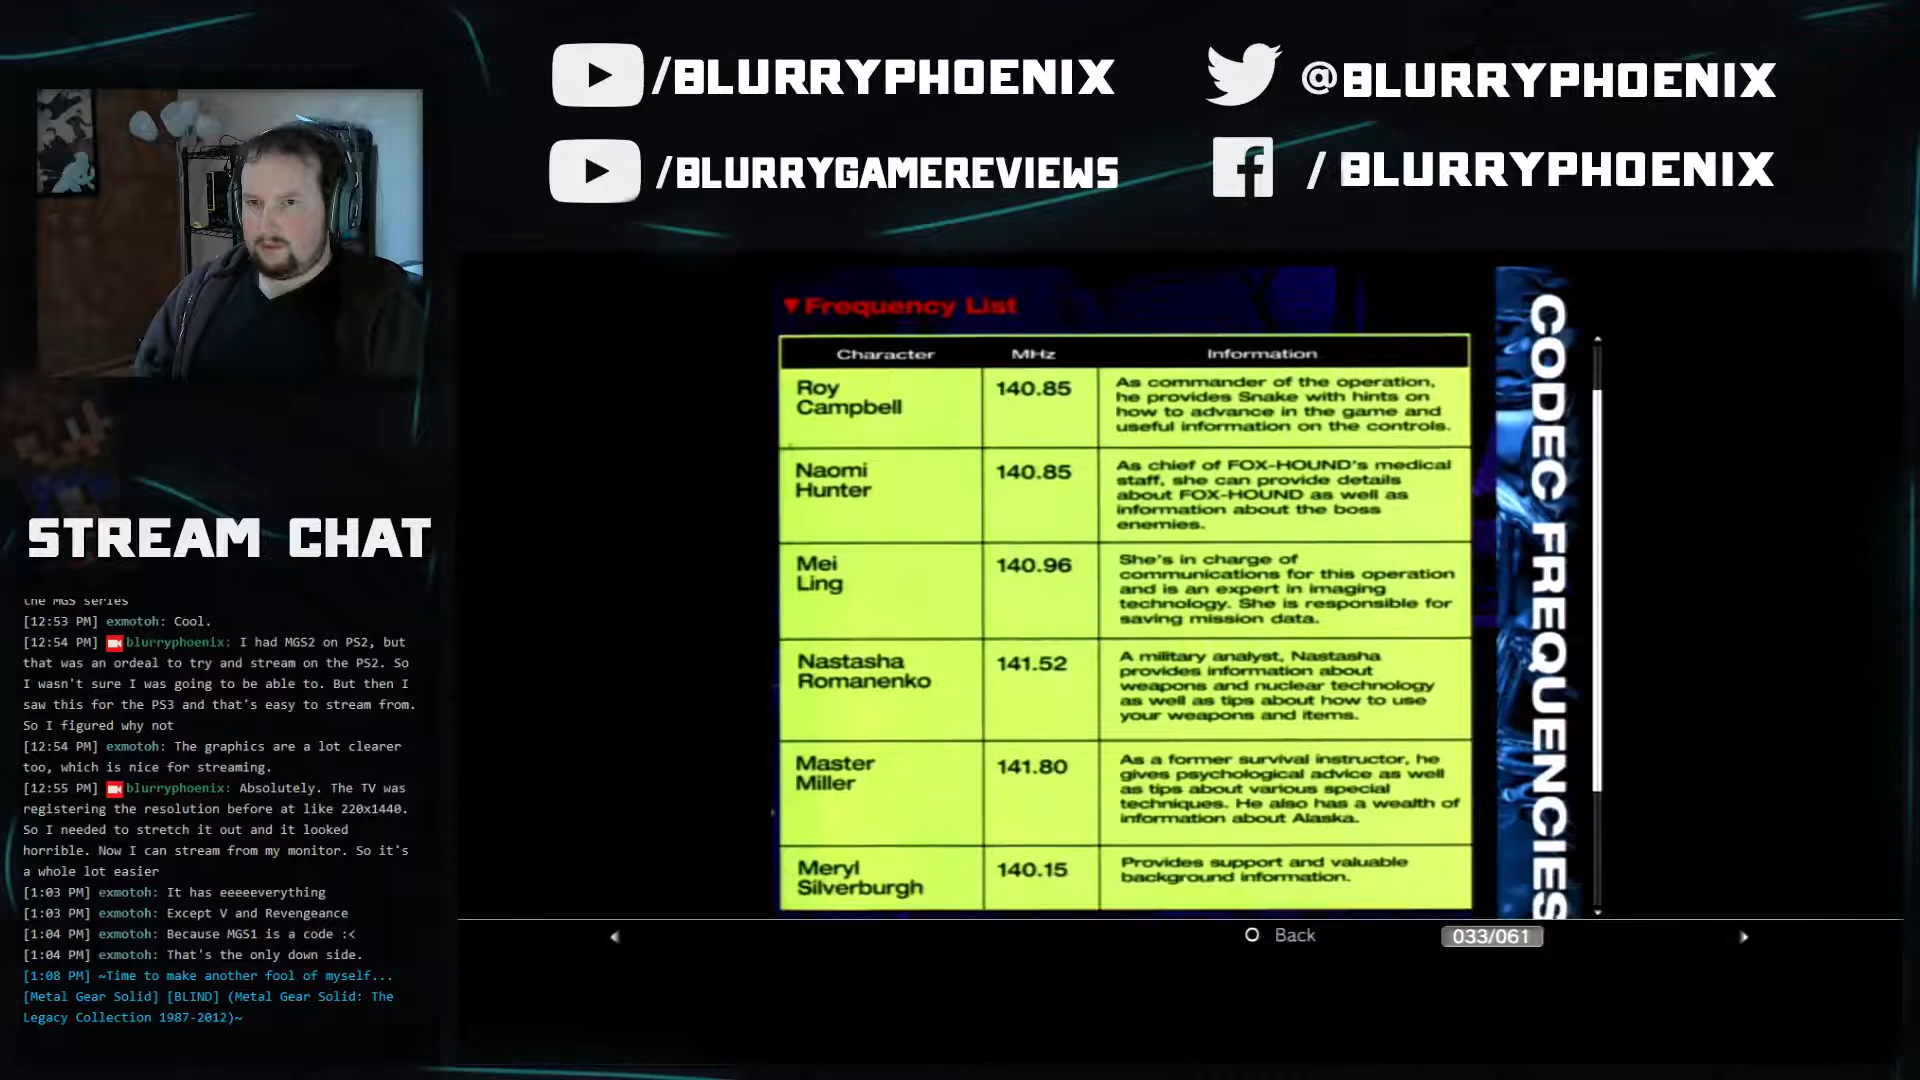 /BLURRYPHOENIX
@BLURRYPHOENIX
/BLURRYGAMEREVIEWS
/ BLURRYPHOENIX
STREAM CHAT
the MGS series
[12:53 PM] exmotoh: Cool.
[12:54 PM] blurryphoenix: I had MGS2 on PS2, but
that was an ordeal to try and stream on the PS2. So
I wasn't sure I was going to be able to. But then I
saw this for the PS3 and that's easy to stream from.
So I figured why not
[12:54 PM] exmotoh: The graphics are a lot clearer
too, which is nice for streaming.
[12:55 PM] blurryphoenix: Absolutely. The TV was
registering the resolution before at like 220x1440.
So I needed to stretch it out and it looked
horrible. Now I can stream from my monitor. So it's
a whole lot easier
[1:03 PM] exmotoh: It has eeeeeverything
[1:03 PM] exmotoh: Except V and Revengeance
[1:04 PM] exmotoh: Because MGS1 is a code :<
[1:04 PM] exmotoh: That's the only down side.
[1:08 PM] ~Time to make another fool of myself...
[Metal Gear Solid] [BLIND] (Metal Gear Solid: The
Legacy Collection 1987-2012)~
▼Frequency List
Character MHz Information
Roy
Campbell
140.85
As commander of the operation,
he provides Snake with hints on
how to advance in the game and
useful information on the controls.
Naomi
Hunter
140.85
As chief of FOX-HOUND's medical
staff, she can provide details
about FOX-HOUND as well as
information about the boss
enemies.
Mei
Ling
140.96
She's in charge of
communications for this operation
and is an expert in imaging
technology. She is responsible for
saving mission data.
Nastasha
Romanenko
141.52
A military analyst, Nastasha
provides information about
weapons and nuclear technology
as well as tips about how to use
your weapons and items.
Master
Miller
141.80
As a former survival instructor, he
gives psychological advice as well
as tips about various special
techniques. He also has a wealth of
information about Alaska.
Meryl
Silverburgh
140.15
Provides support and valuable
background information.
CODEC FREQUENCIES
Back
033/061